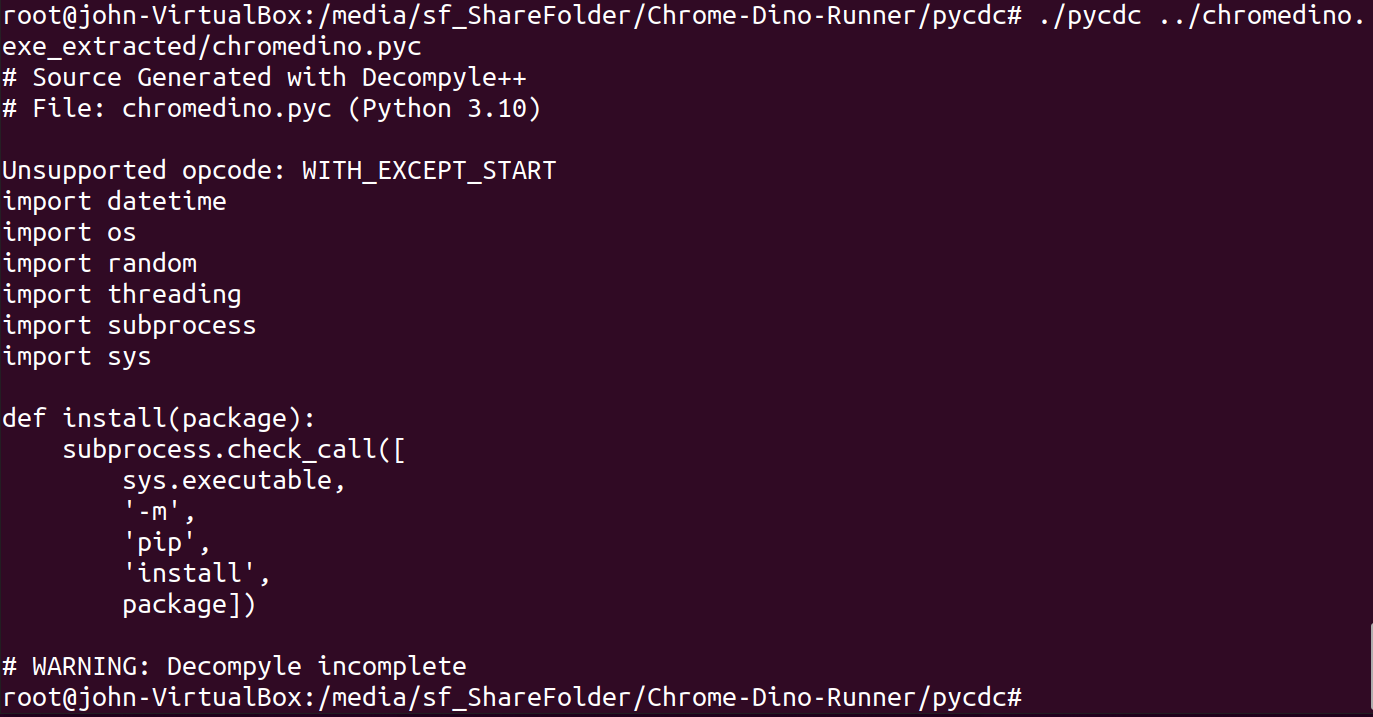 root@john-VirtualBox:/media/sf_ShareFolder/Chrome-Dino-Runner/pycdc# ./pycdc ../chromedino.
exe_extracted/chromedino.pyc
# Source Generated with Decompyle++
# File: chromedino.pyc (Python 3.10)

Unsupported opcode: WITH_EXCEPT_START
import datetime
import os
import random
import threading
import subprocess
import sys

def install(package):
    subprocess.check_call([
        sys.executable,
        '-m',
        'pip',
        'install',
        package])

# WARNING: Decompyle incomplete
root@john-VirtualBox:/media/sf_ShareFolder/Chrome-Dino-Runner/pycdc#